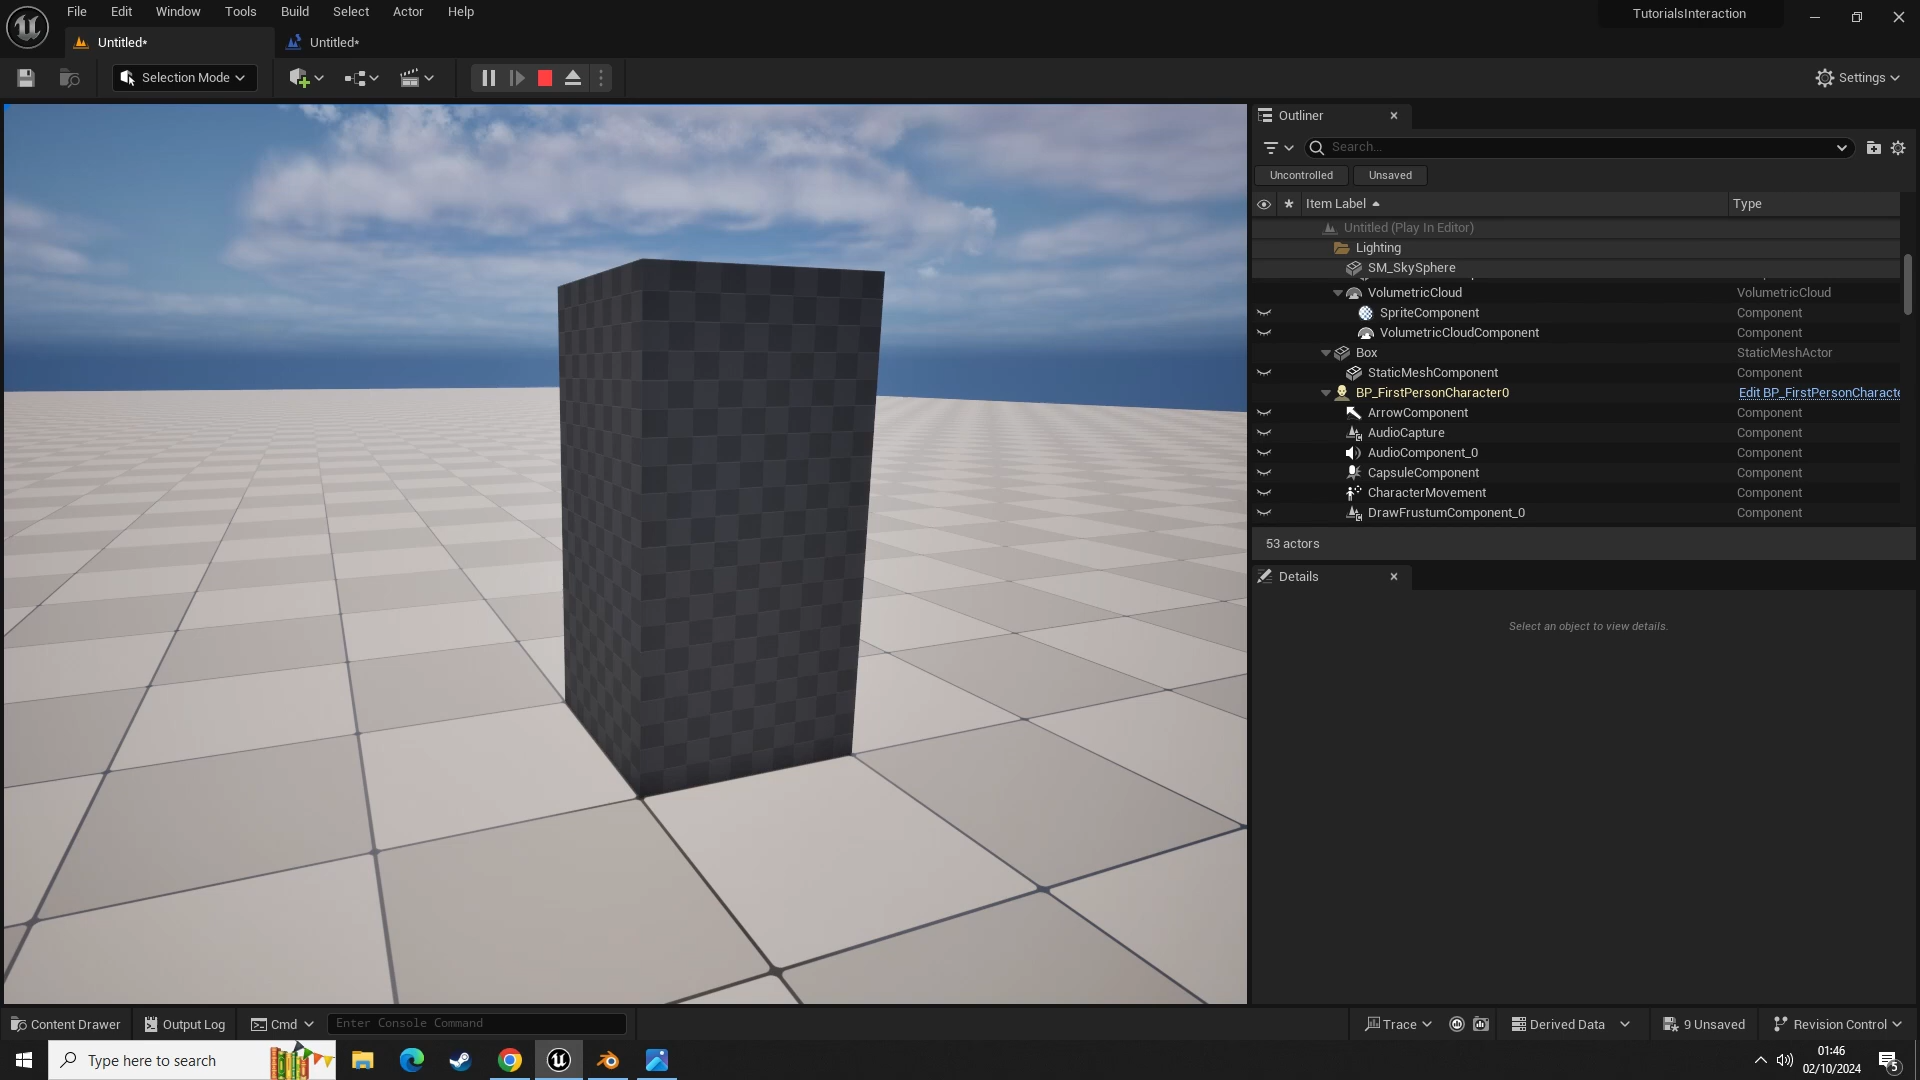 File Edit Window Tools Build Select Actor Help
TutorialsInteraction
Untitled* Untitled*
Selection Mode
Settings
Outliner
Search...
Uncontrolled Unsaved
Item Label Type
Untitled (Play In Editor)
Lighting
SM_SkySphere
VolumetricCloud VolumetricCloud
SpriteComponent Component
VolumetricCloudComponent Component
Box StaticMeshActor
StaticMeshComponent Component
BP_FirstPersonCharacter0 Edit BP_FirstPersonCharacte
ArrowComponent Component
AudioCapture Component
AudioComponent_0 Component
CapsuleComponent Component
CharacterMovement Component
DrawFrustumComponent_0 Component
53 actors
Details
Select an object to view details.
Content Drawer Output Log Cmd Enter Console Command Trace Derived Data 9 Unsaved Revision Control
Type here to search
01:46
02/10/2024
5